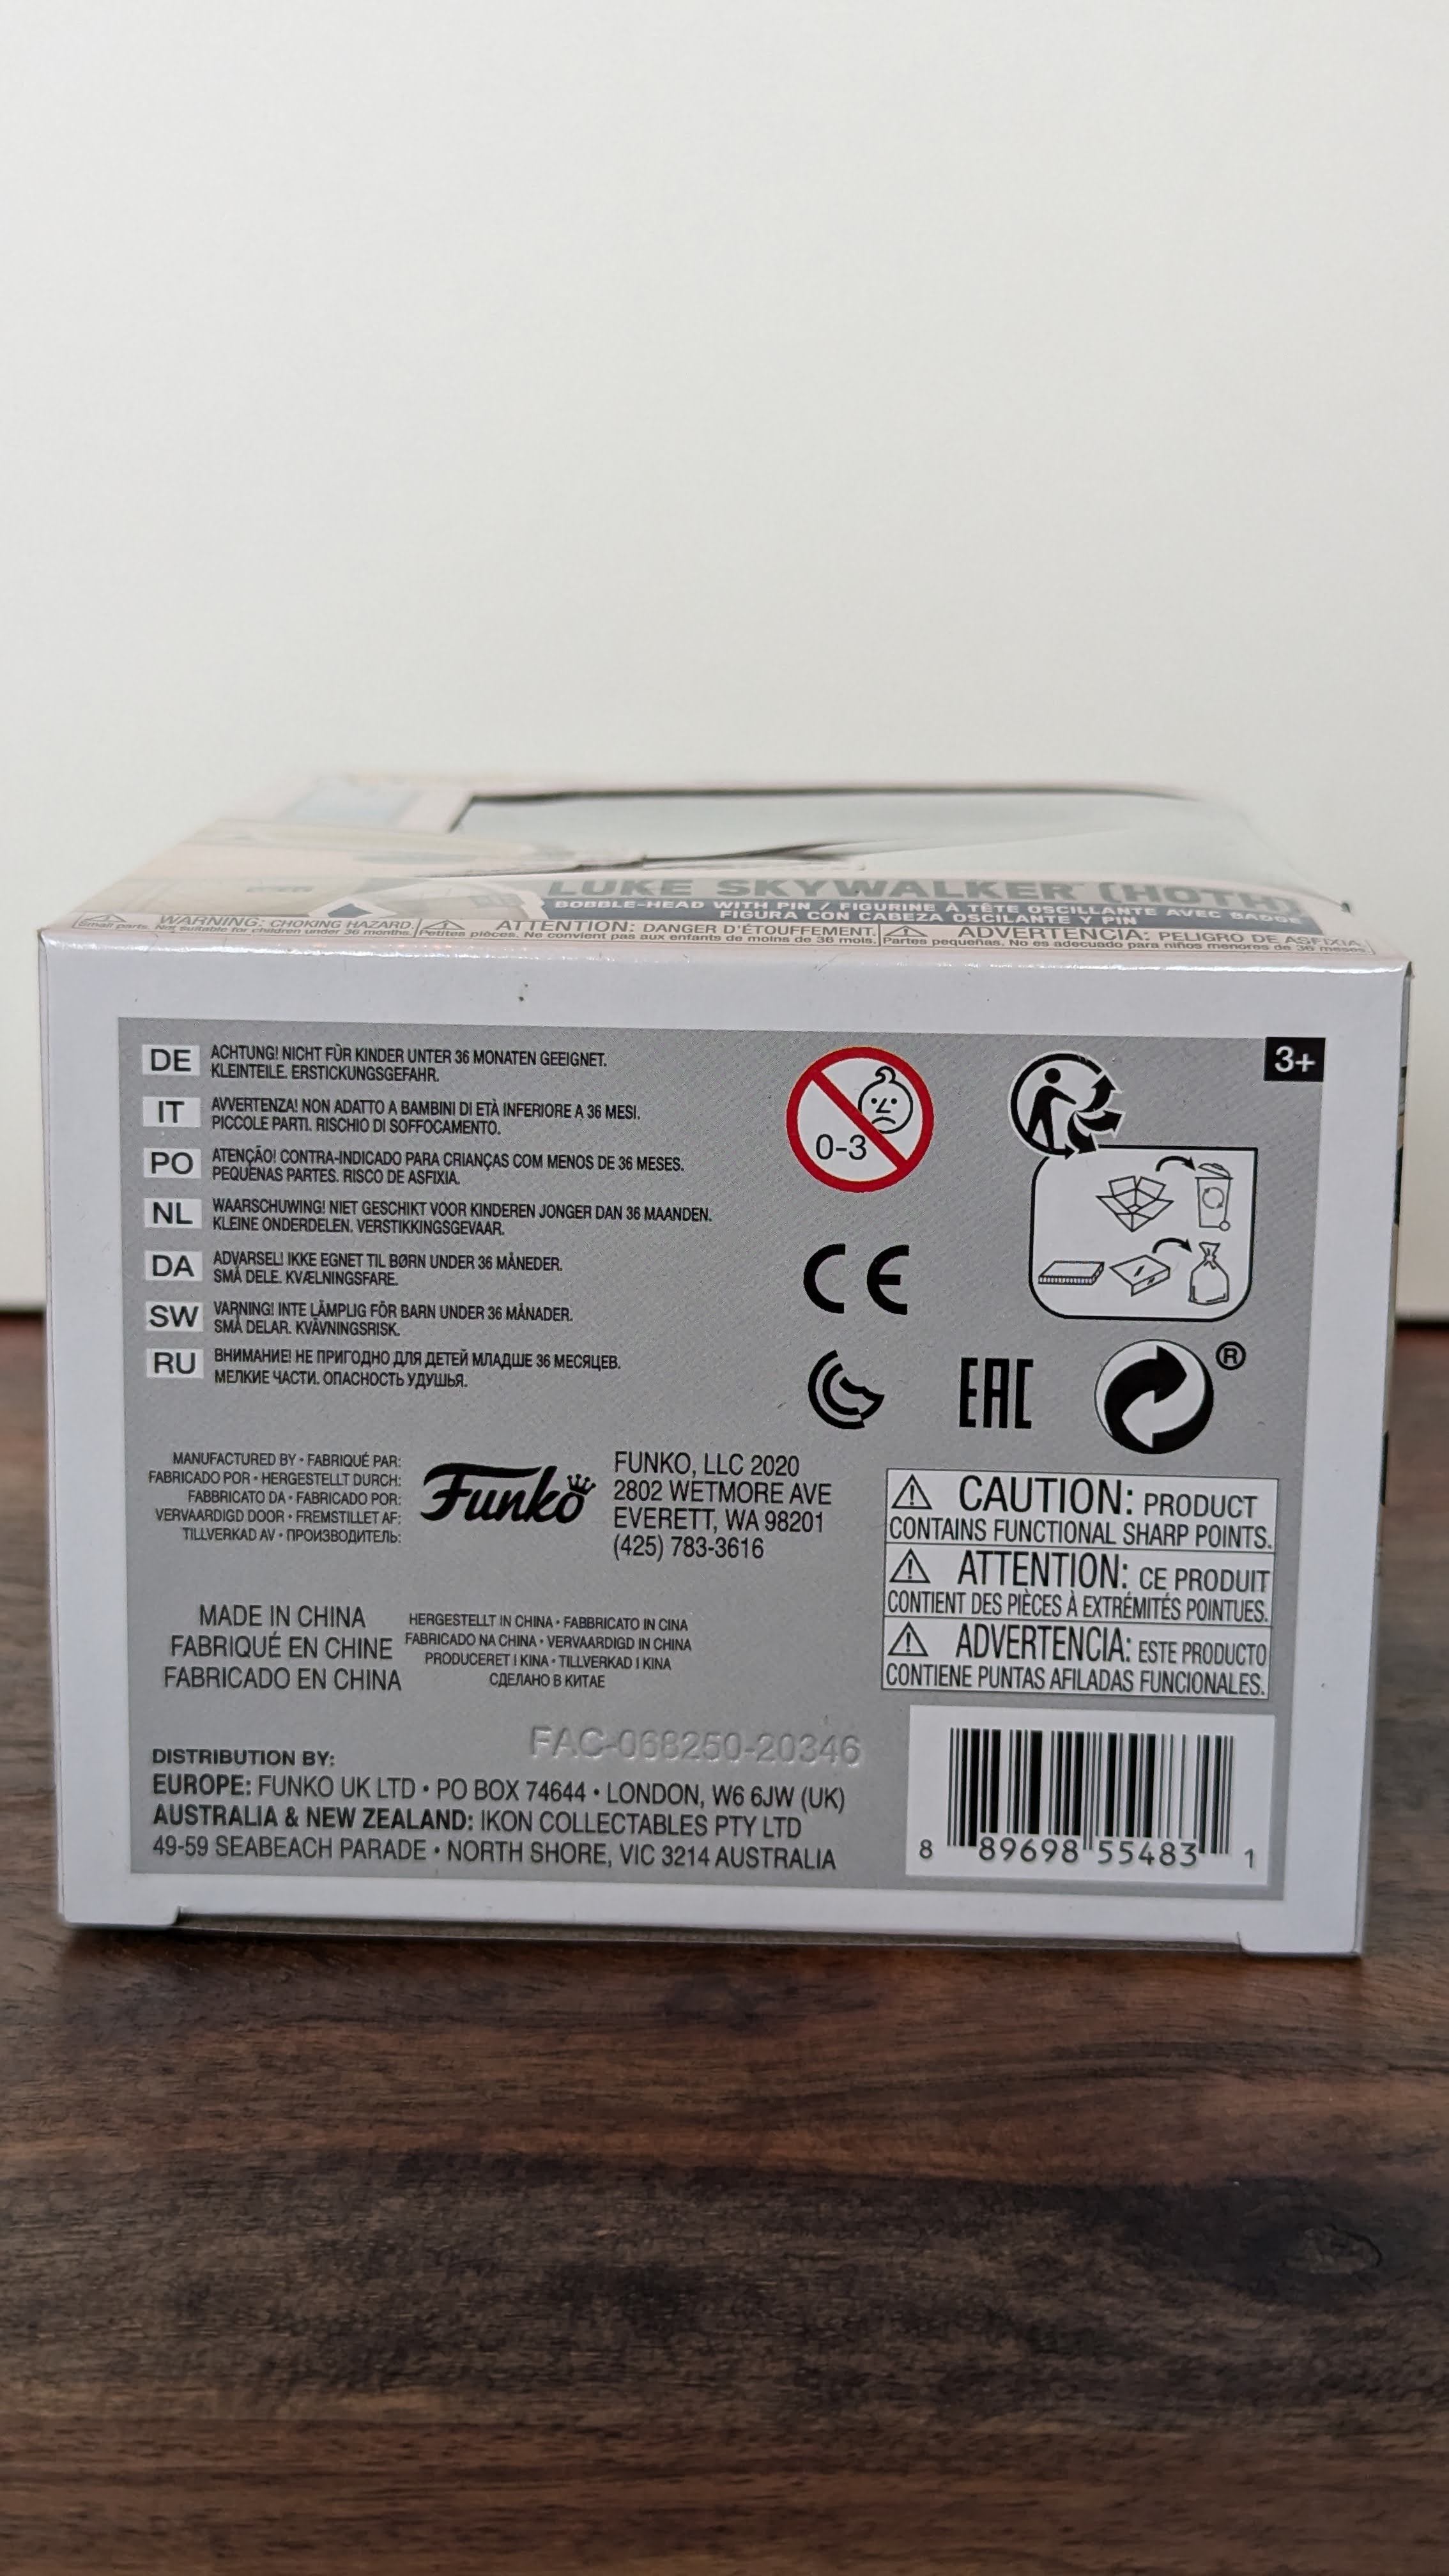 LUKE SKYWALKER™ (HOTH)
BOBBLE-HEAD WITH PIN / FIGURINE À TÊTE OSCILLANTE AVEC BADGE
FIGURA CON CABEZA OSCILANTE Y PIN
WARNING: CHOKING HAZARD.
Small parts. Not suitable for children under 36 months.
ATTENTION: DANGER D'ÉTOUFFEMENT.
Petites pièces. Ne convient pas aux enfants de moins de 36 mois.
ADVERTENCIA: PELIGRO DE ASFIXIA.
Partes pequeñas. No es adecuado para niños menores de 36 meses.
3+
DE ACHTUNG! NICHT FÜR KINDER UNTER 36 MONATEN GEEIGNET.
KLEINTEILE. ERSTICKUNGSGEFAHR.
IT AVVERTENZA! NON ADATTO A BAMBINI DI ETÀ INFERIORE A 36 MESI.
PICCOLE PARTI. RISCHIO DI SOFFOCAMENTO.
PO ATENÇÃO! CONTRA-INDICADO PARA CRIANÇAS COM MENOS DE 36 MESES.
PEQUENAS PARTES. RISCO DE ASFIXIA.
NL WAARSCHUWING! NIET GESCHIKT VOOR KINDEREN JONGER DAN 36 MAANDEN.
KLEINE ONDERDELEN. VERSTIKKINGSGEVAAR.
DA ADVARSEL! IKKE EGNET TIL BØRN UNDER 36 MÅNEDER.
SMÅ DELE. KVÆLNINGSFARE.
SW VARNING! INTE LÄMPLIG FÖR BARN UNDER 36 MÅNADER.
SMÅ DELAR. KVÄVNINGSRISK.
RU ВНИМАНИЕ! НЕ ПРИГОДНО ДЛЯ ДЕТЕЙ МЛАДШЕ 36 МЕСЯЦЕВ.
МЕЛКИЕ ЧАСТИ. ОПАСНОСТЬ УДУШЬЯ.
0-3
CE
EAC
®
MANUFACTURED BY • FABRIQUÉ PAR:
FABRICADO POR • HERGESTELLT DURCH:
FABBRICATO DA • FABRICADO POR:
VERVAARDIGD DOOR • FREMSTILLET AF:
TILLVERKAD AV • ПРОИЗВОДИТЕЛЬ:
Funko
FUNKO, LLC 2020
2802 WETMORE AVE
EVERETT, WA 98201
(425) 783-3616
CAUTION: PRODUCT
CONTAINS FUNCTIONAL SHARP POINTS.
ATTENTION: CE PRODUIT
CONTIENT DES PIÈCES À EXTRÉMITÉS POINTUES.
ADVERTENCIA: ESTE PRODUCTO
CONTIENE PUNTAS AFILADAS FUNCIONALES.
MADE IN CHINA
FABRIQUÉ EN CHINE
FABRICADO EN CHINA
HERGESTELLT IN CHINA • FABBRICATO IN CINA
FABRICADO NA CHINA • VERVAARDIGD IN CHINA
PRODUCERET I KINA • TILLVERKAD I KINA
СДЕЛАНО В КИТАЕ
FAC-068250-20346
DISTRIBUTION BY:
EUROPE: FUNKO UK LTD • PO BOX 74644 • LONDON, W6 6JW (UK)
AUSTRALIA & NEW ZEALAND: IKON COLLECTABLES PTY LTD
49-59 SEABEACH PARADE • NORTH SHORE, VIC 3214 AUSTRALIA
8 89698 55483 1